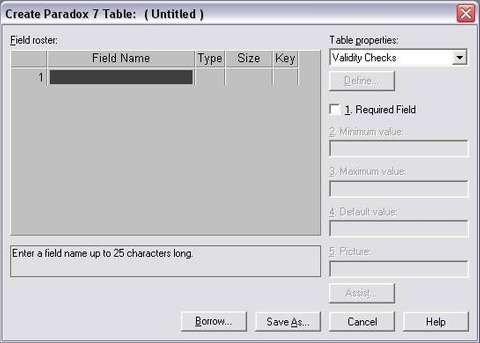 Create Paradox 7 Table: ( Untitled )
Field roster:
Field Name Type Size Key
1
Enter a field name up to 25 characters long.
Table properties:
Validity Checks
Define...
1. Required Field
2. Minimum value:
3. Maximum value:
4. Default value:
5. Picture:
Assist...
Borrow... Save As... Cancel Help